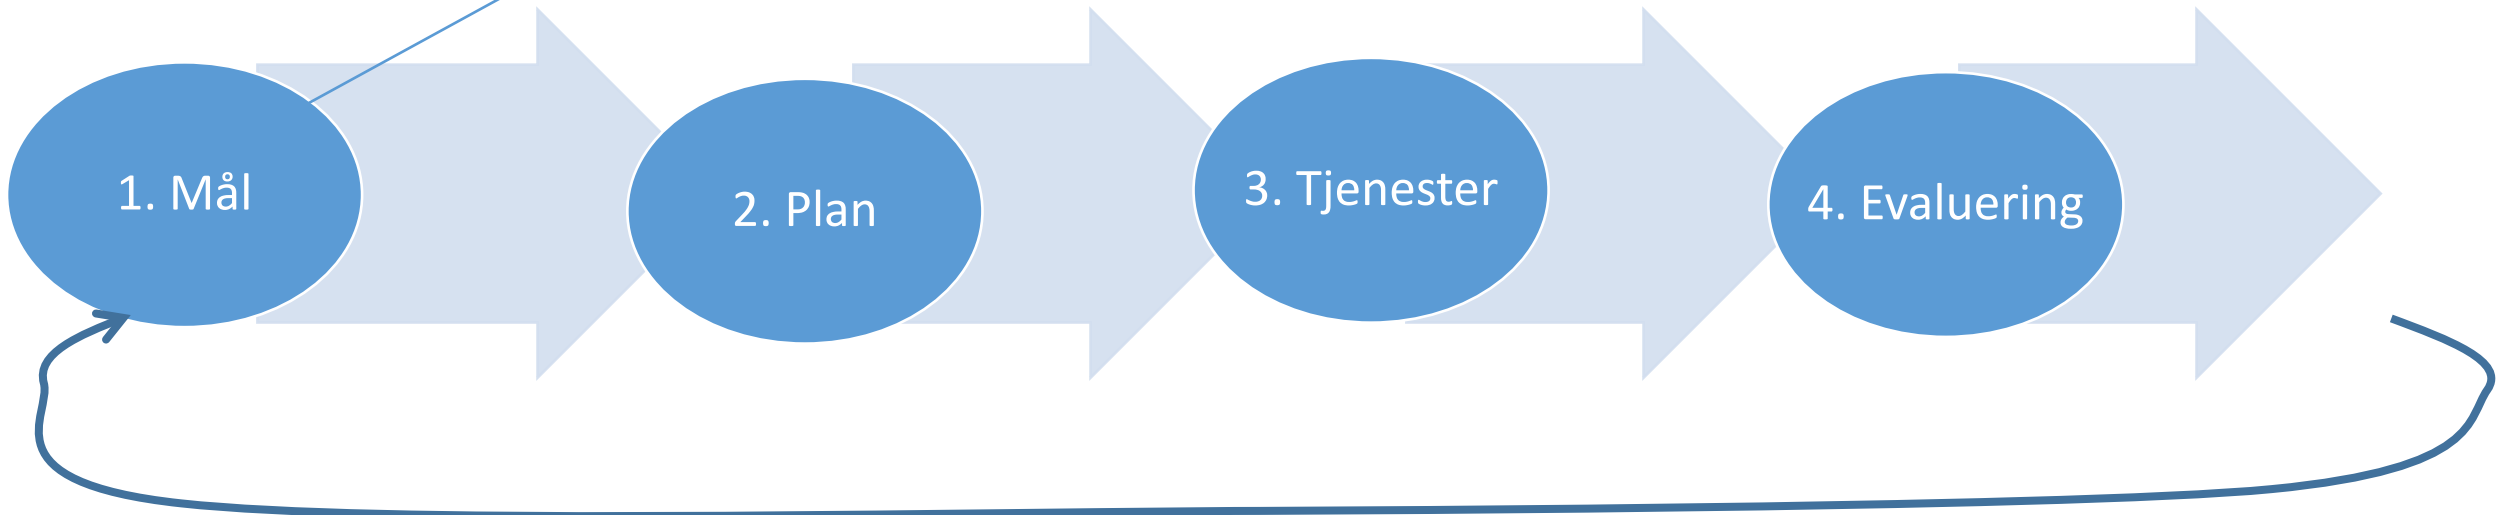 1. Mål
2. Plan
3. Tjenester
4. Evaluering